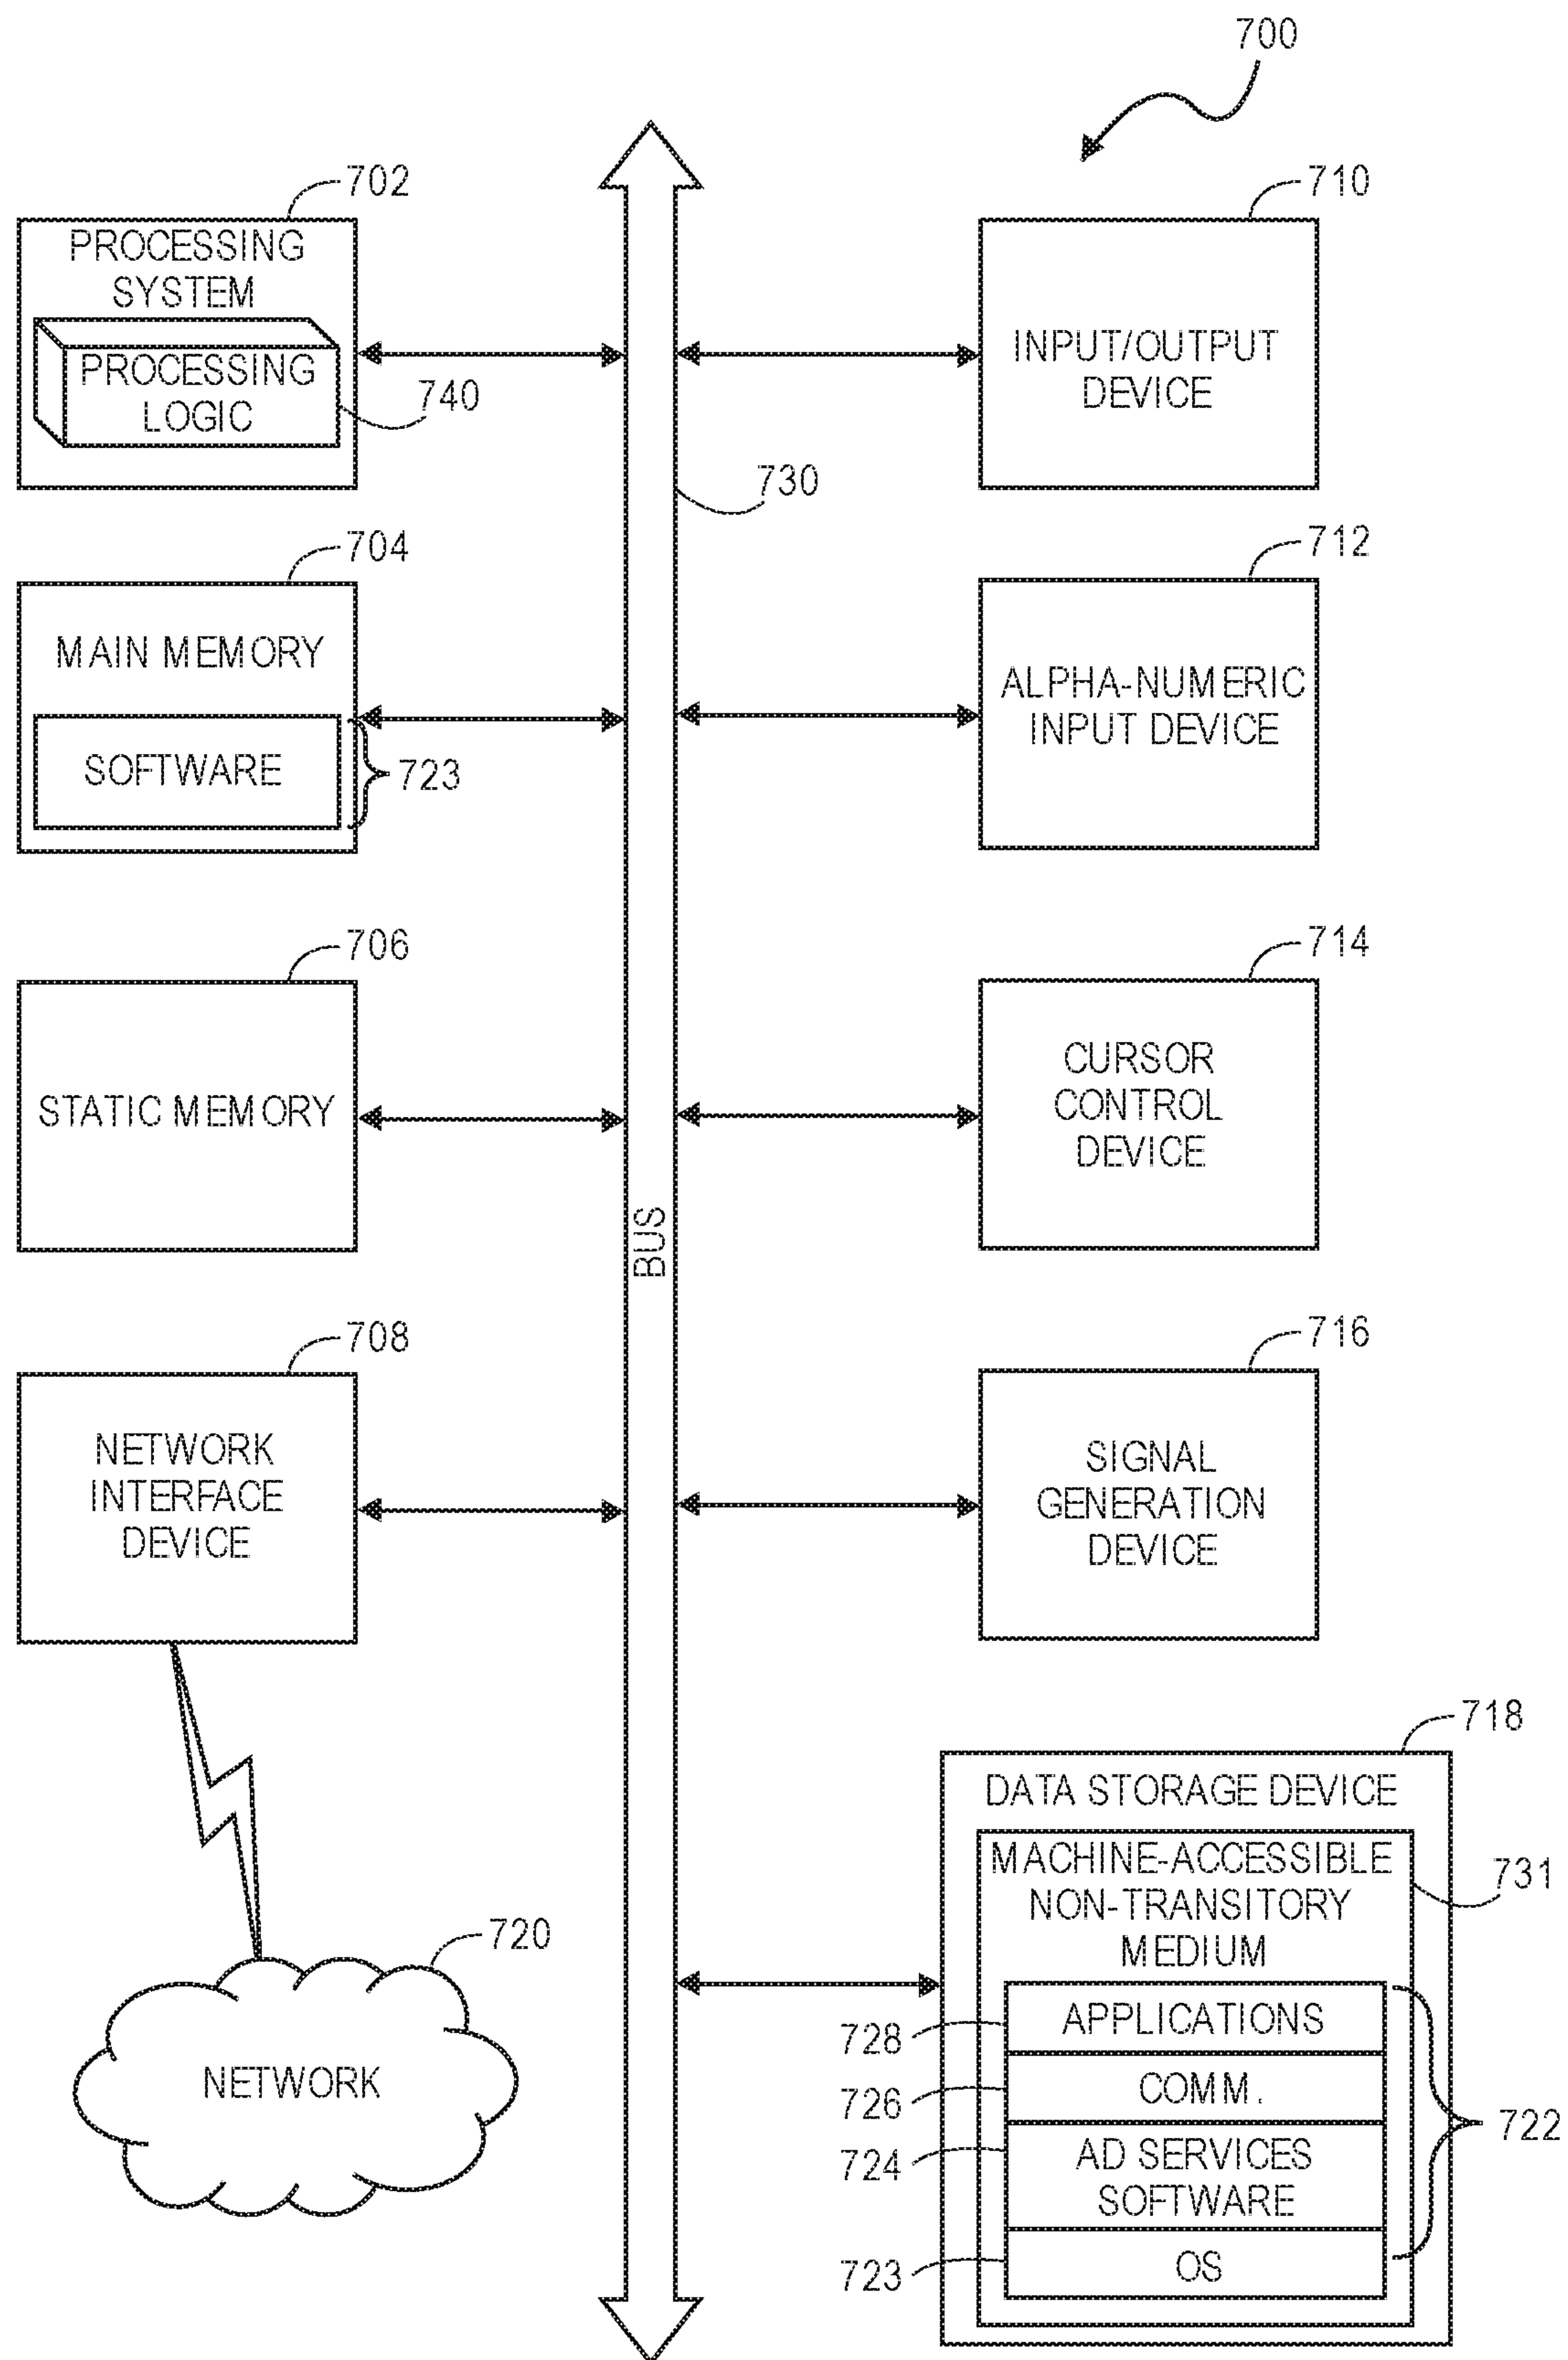 700
702
PROCESSING
SYSTEM
PROCESSING
LOGIC
740
730
704
MAIN MEMORY
SOFTWARE
723
706
STATIC MEMORY
708
NETWORK
INTERFACE
DEVICE
720
NETWORK
BUS
710
INPUT/OUTPUT
DEVICE
712
ALPHA-NUMERIC
INPUT DEVICE
714
CURSOR
CONTROL
DEVICE
716
SIGNAL
GENERATION
DEVICE
718
DATA STORAGE DEVICE
MACHINE-ACCESSIBLE
NON-TRANSITORY
MEDIUM
731
APPLICATIONS
728
COMM.
726
AD SERVICES
SOFTWARE
724
OS
723
722